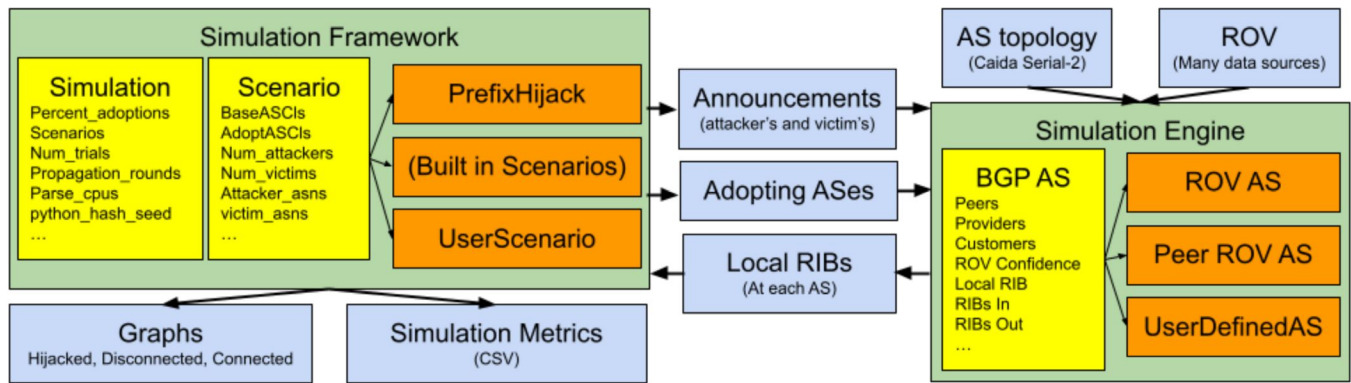 Simulation Framework
Simulation
Percent_adoptions
Scenarios
Num_trials
Propagation_rounds
Parse_cpus
python_hash_seed
…
Scenario
BaseASCls
AdoptASCls
Num_attackers
Num_victims
Attacker_asns
victim_asns
…
PrefixHijack
(Built in Scenarios)
UserScenario
Announcements
(attacker's and victim's)
Adopting ASes
Local RIBs
(At each AS)
AS topology
(Caida Serial-2)
ROV
(Many data sources)
Simulation Engine
BGP AS
Peers
Providers
Customers
ROV Confidence
Local RIB
RIBs In
RIBs Out
…
ROV AS
Peer ROV AS
UserDefinedAS
Graphs
Hijacked, Disconnected, Connected
Simulation Metrics
(CSV)